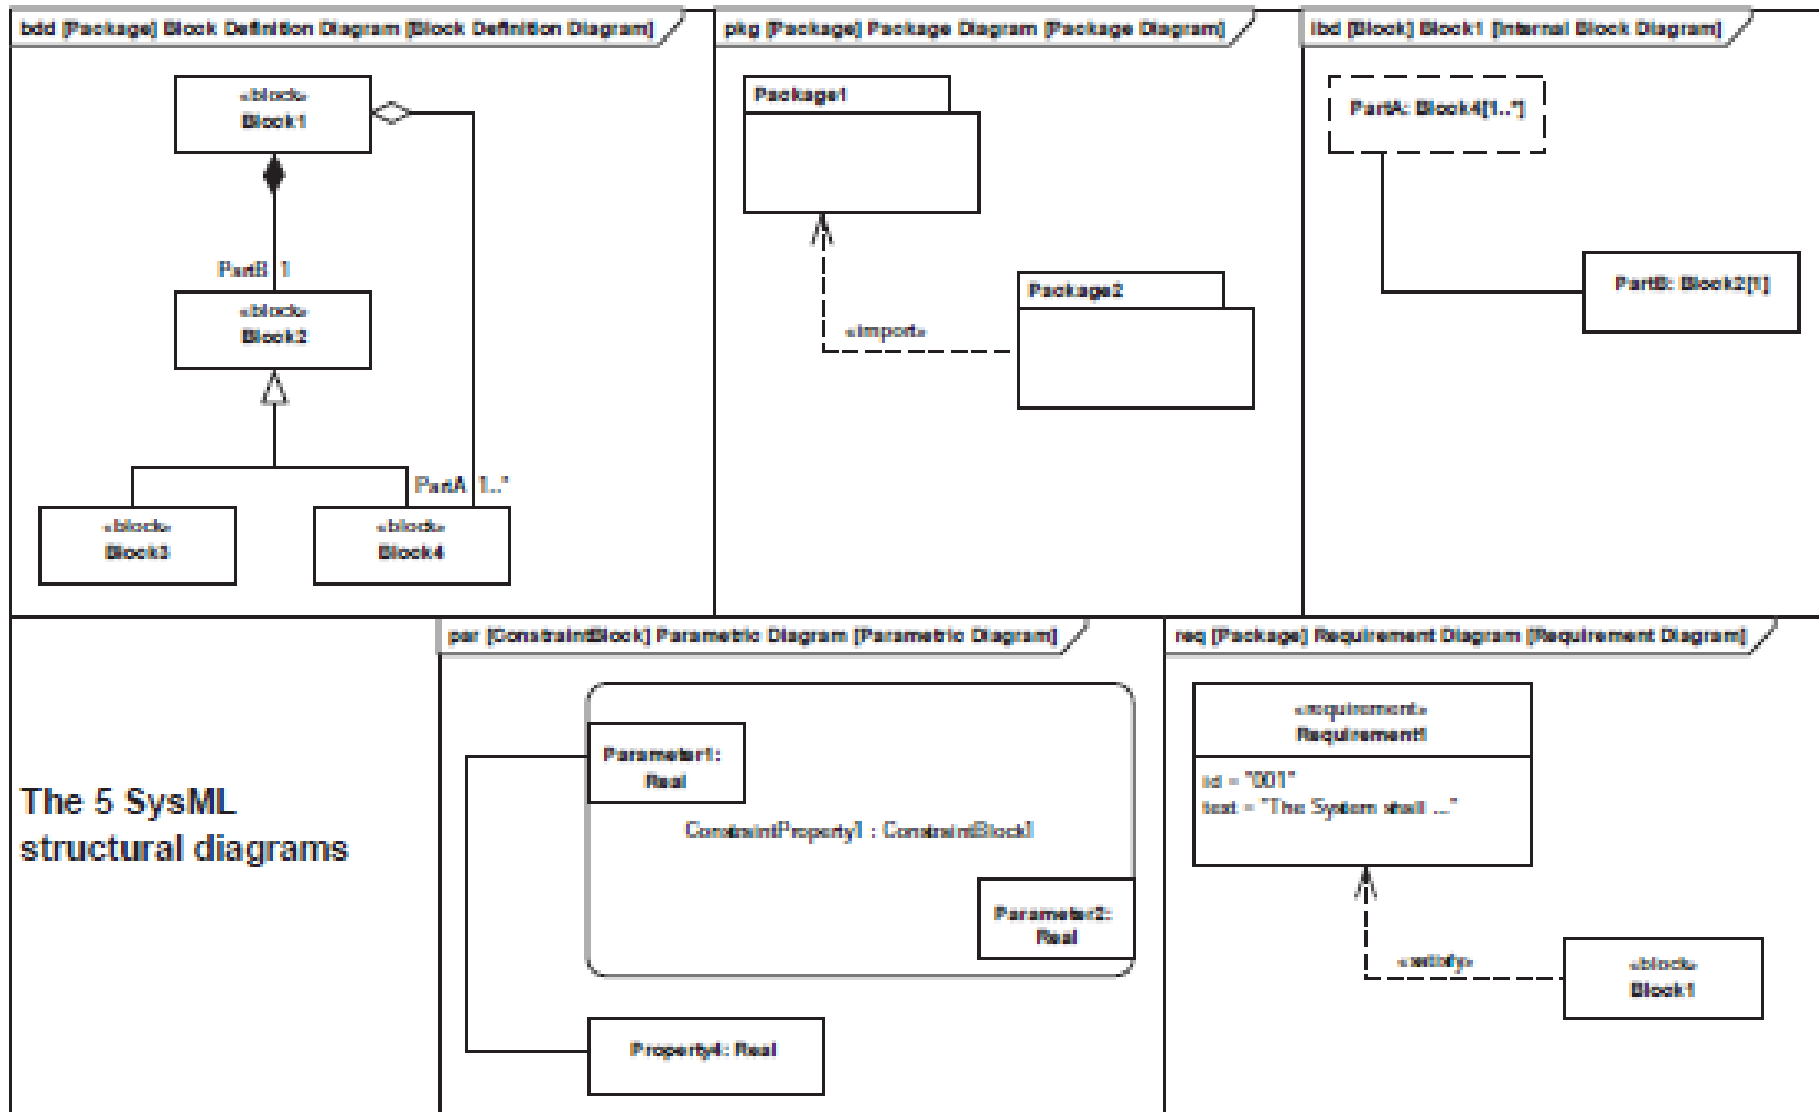 bdd [Package] Block Definition Diagram [Block Definition Diagram]
«block»
Block1
PartB 1
«block»
Block2
PartA 1..*
«block»
Block3
«block»
Block4
pkg [Package] Package Diagram [Package Diagram]
Package1
«import»
Package2
ibd [Block] Block1 [Internal Block Diagram]
PartA: Block4[1..*]
PartB: Block2[1]
The 5 SysML
structural diagrams
par [ConstraintBlock] Parametric Diagram [Parametric Diagram]
Parameter1:
Real
ConstraintProperty1 : ConstraintBlock1
Parameter2:
Real
Property4: Real
req [Package] Requirement Diagram [Requirement Diagram]
«requirement»
Requirement1
id = "001"
text = "The System shall ..."
«satisfy»
«block»
Block1